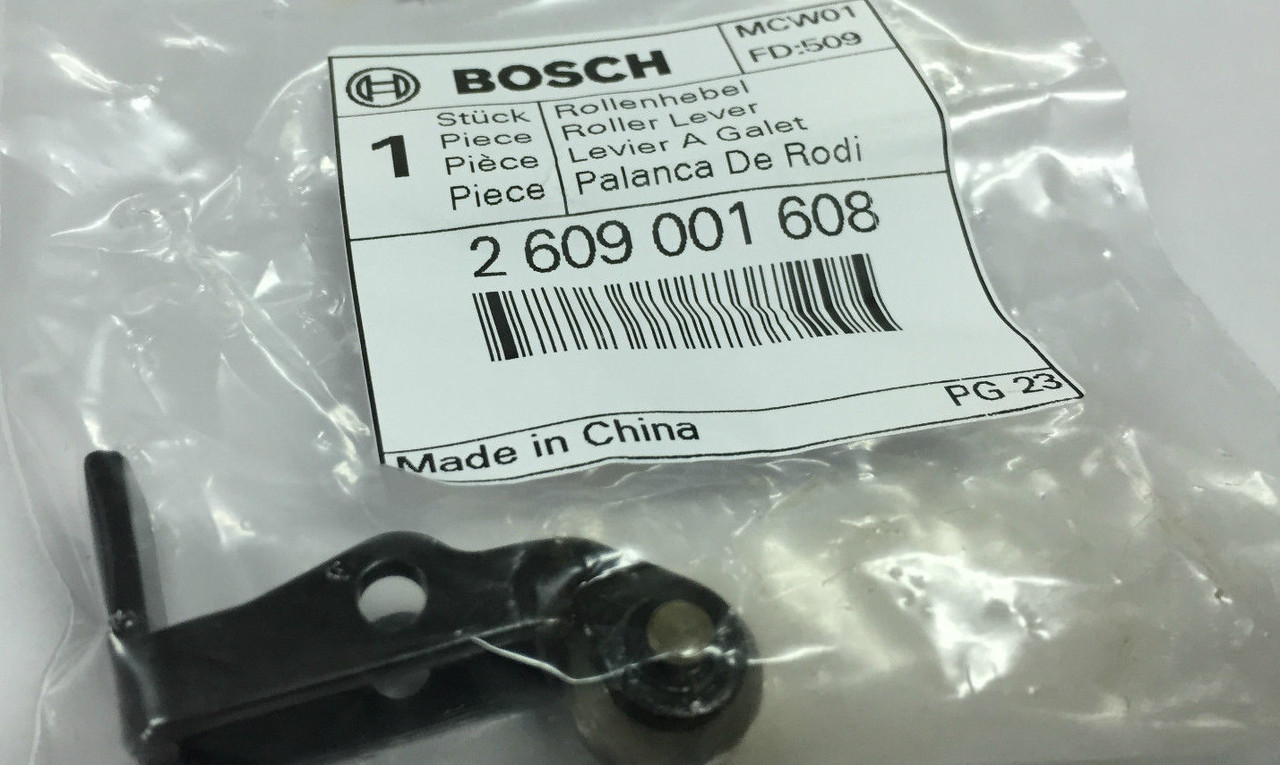 BOSCH
MCW01
FD:509
1
Stück
Piece
Pièce
Piece
Rollenhebel
Roller Lever
Levier A Galet
Palanca De Rodi
2 609 001 608
Made in China
PG 23